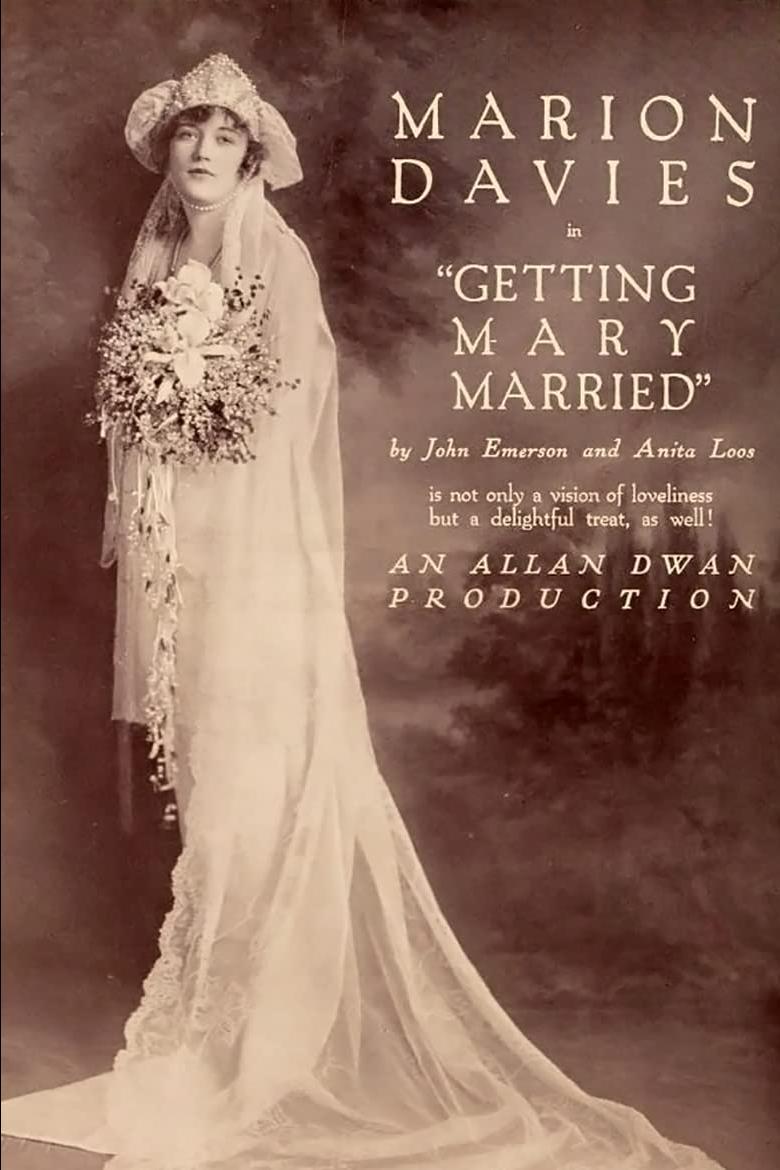 MARION
DAVIES
in
“GETTING
MARY
MARRIED”
by John Emerson and Anita Loos
is not only a vision of loveliness
but a delightful treat, as well!
AN ALLAN DWAN
PRODUCTION